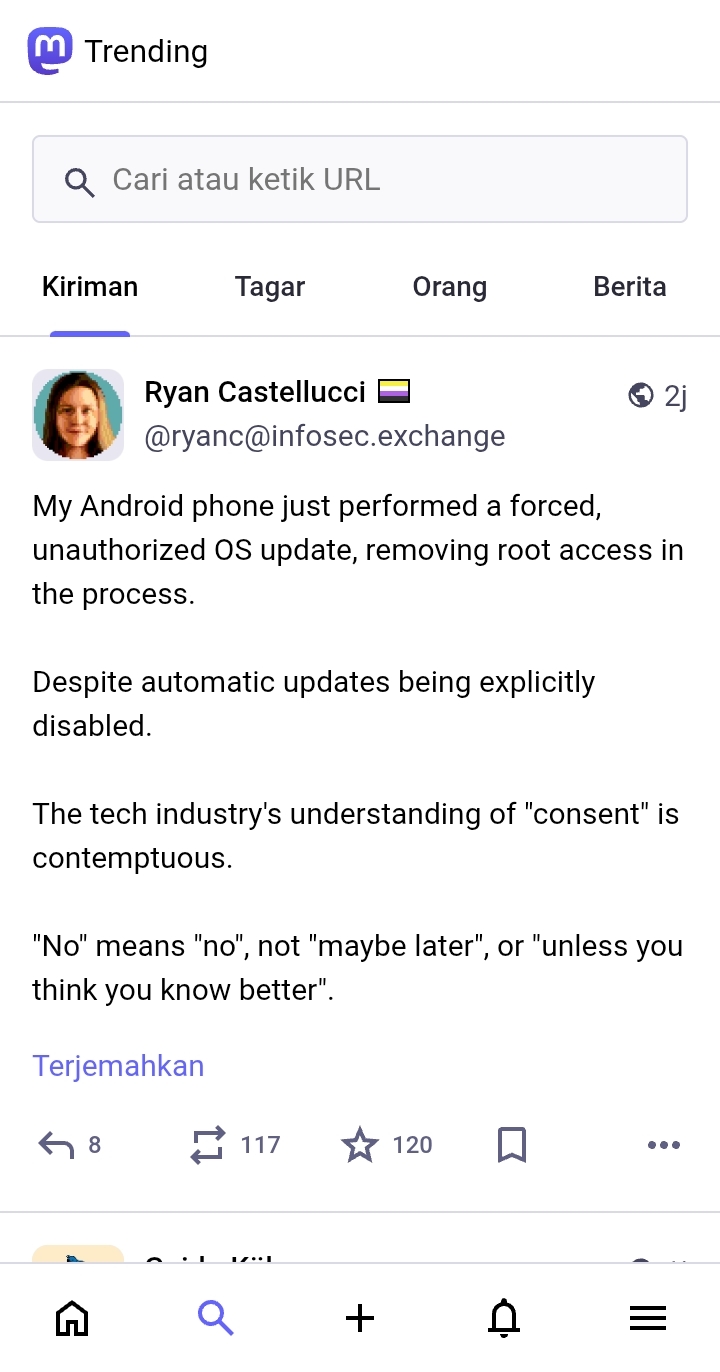 Trending
Cari atau ketik URL
Kiriman Tagar Orang Berita
Ryan Castellucci
2j
@ryanc@infosec.exchange
My Android phone just performed a forced,
unauthorized OS update, removing root access in
the process.
Despite automatic updates being explicitly
disabled.
The tech industry's understanding of "consent" is
contemptuous.
"No" means "no", not "maybe later", or "unless you
think you know better".
Terjemahkan
8 117 120